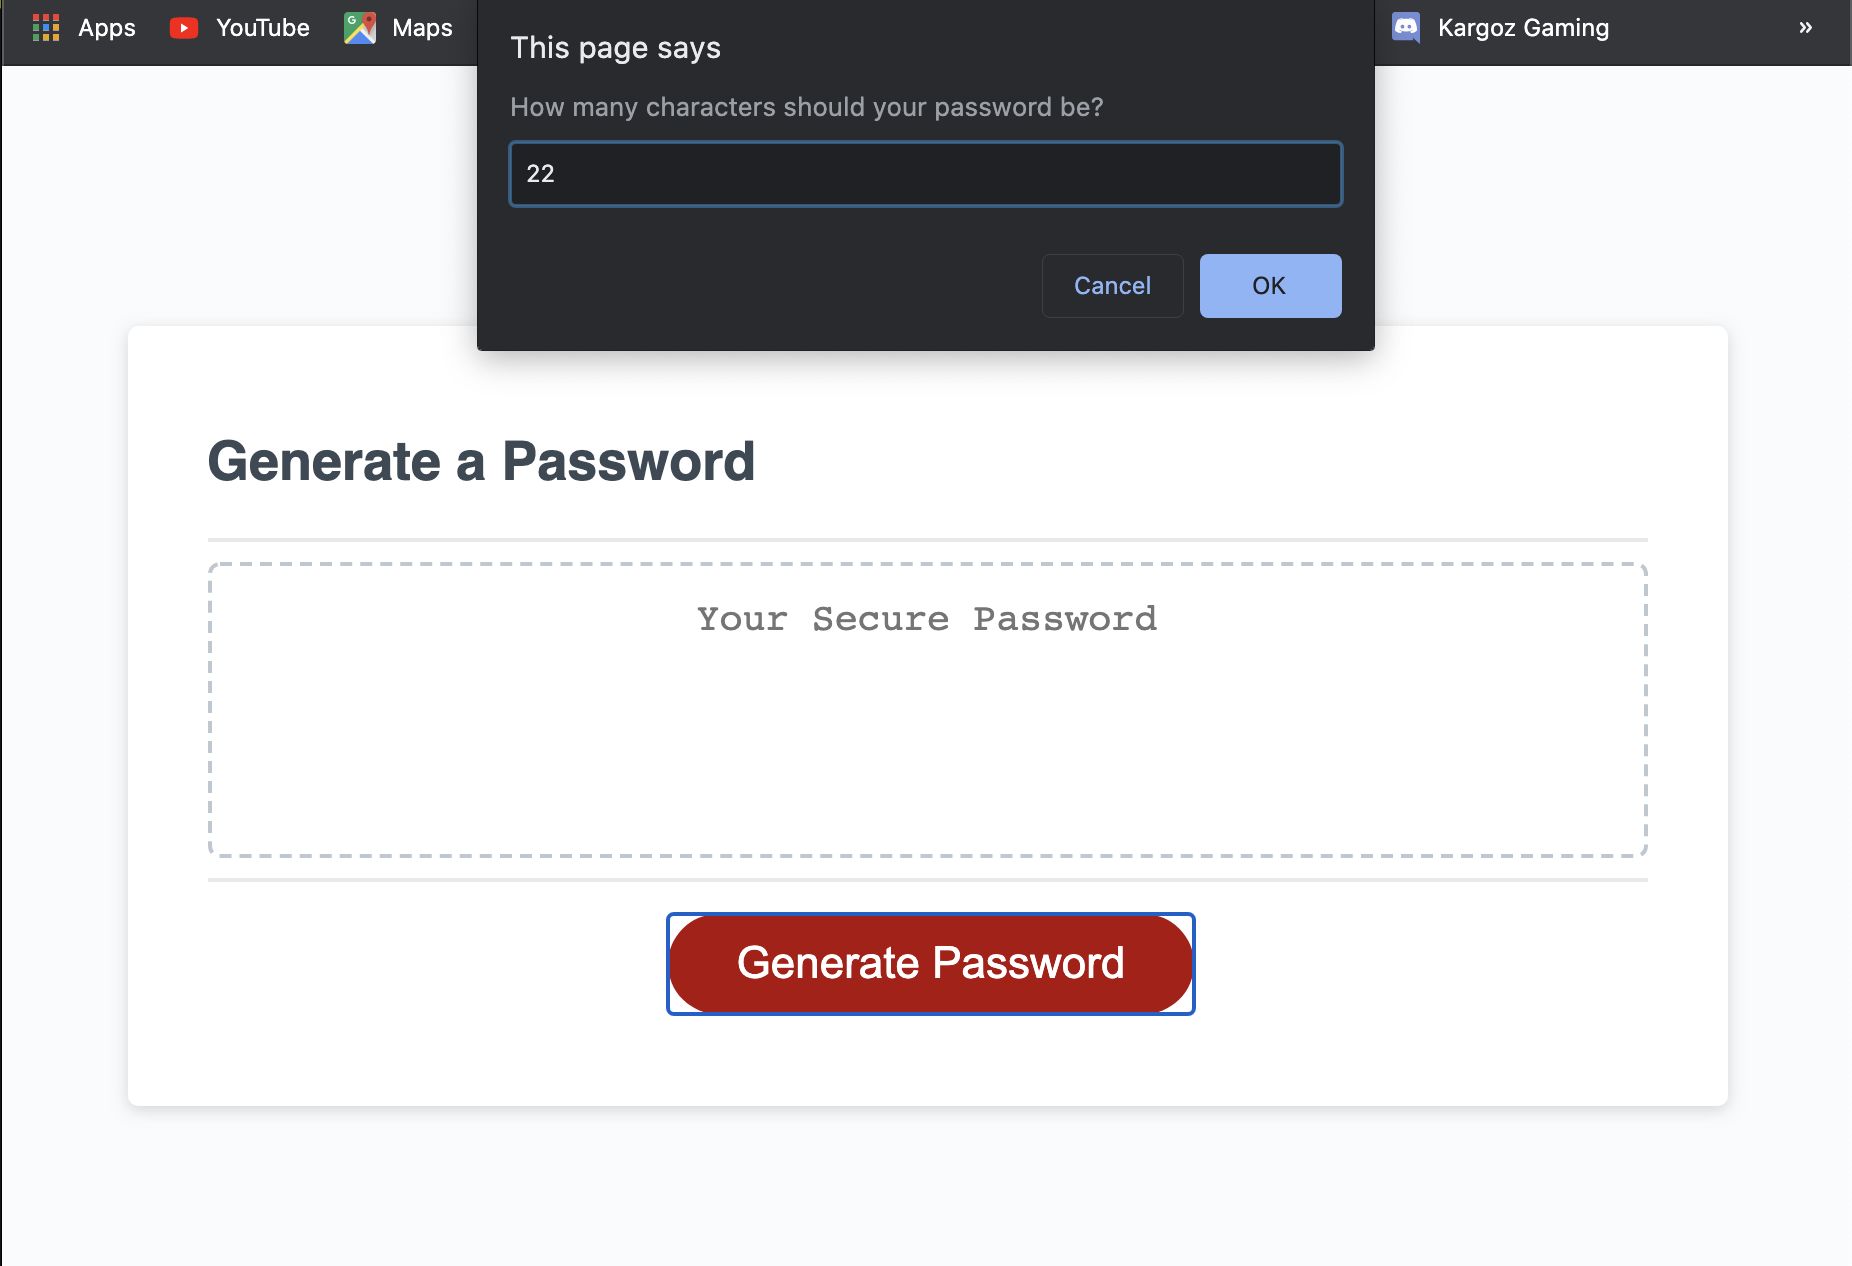 Apps YouTube Maps Kargoz Gaming »
This page says
How many characters should your password be?
22
Cancel OK
Generate a Password
Your Secure Password
Generate Password